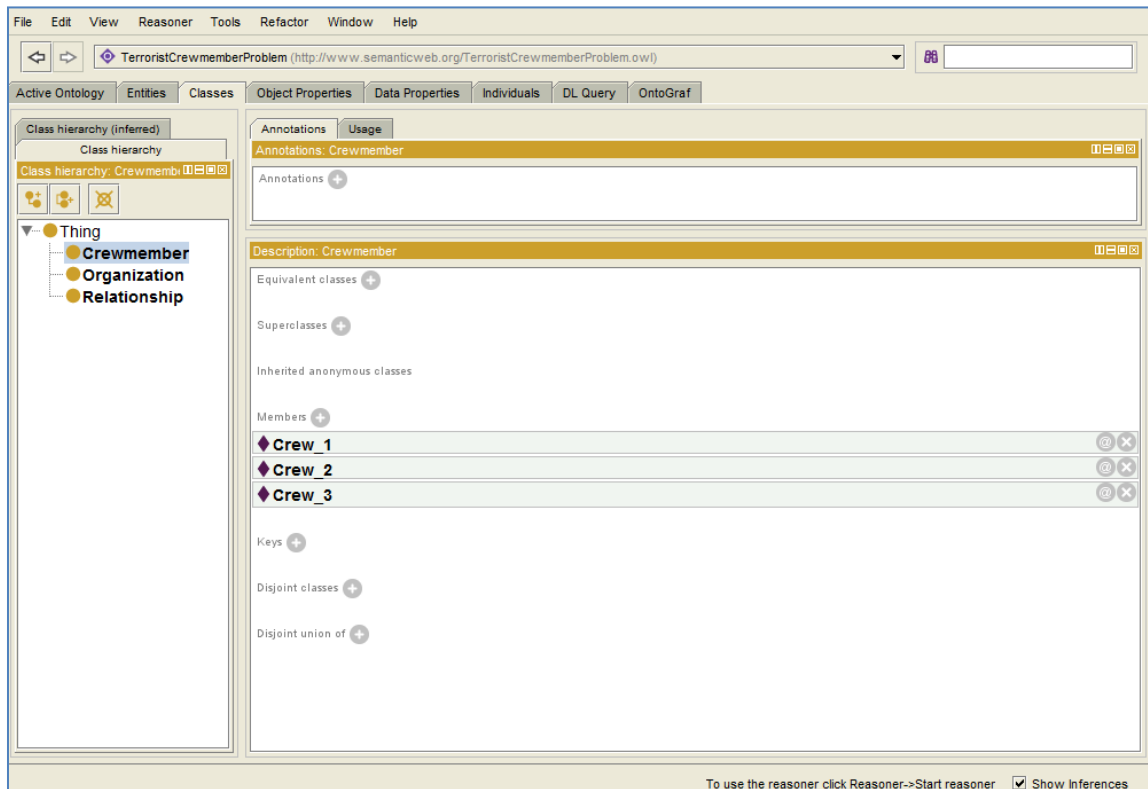 File Edit View Reasoner Tools Refactor Window Help
TerroristCrewmemberProblem (http://www.semanticweb.org/TerroristCrewmemberProblem.owl)
Active Ontology Entities Classes Object Properties Data Properties Individuals DL Query OntoGraf
Class hierarchy (inferred)
Class hierarchy
Class hierarchy: Crewmembe
Thing
Crewmember
Organization
Relationship
Annotations Usage
Annotations: Crewmember
Annotations
Description: Crewmember
Equivalent classes
Superclasses
Inherited anonymous classes
Members
Crew_1
Crew_2
Crew_3
Keys
Disjoint classes
Disjoint union of
To use the reasoner click Reasoner->Start reasoner Show Inferences